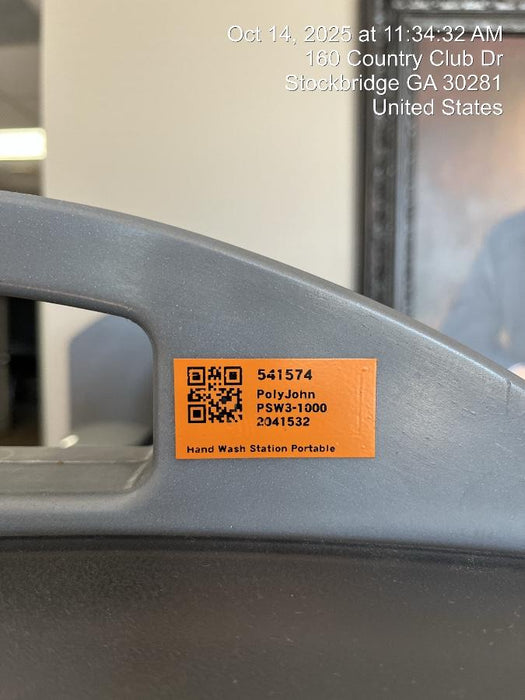 Oct 14, 2025 at 11:34:32 AM
160 Country Club Dr
Stockbridge GA 30281
United States
541574
PolyJohn
PSW3-1000
2041532
Hand Wash Station Portable